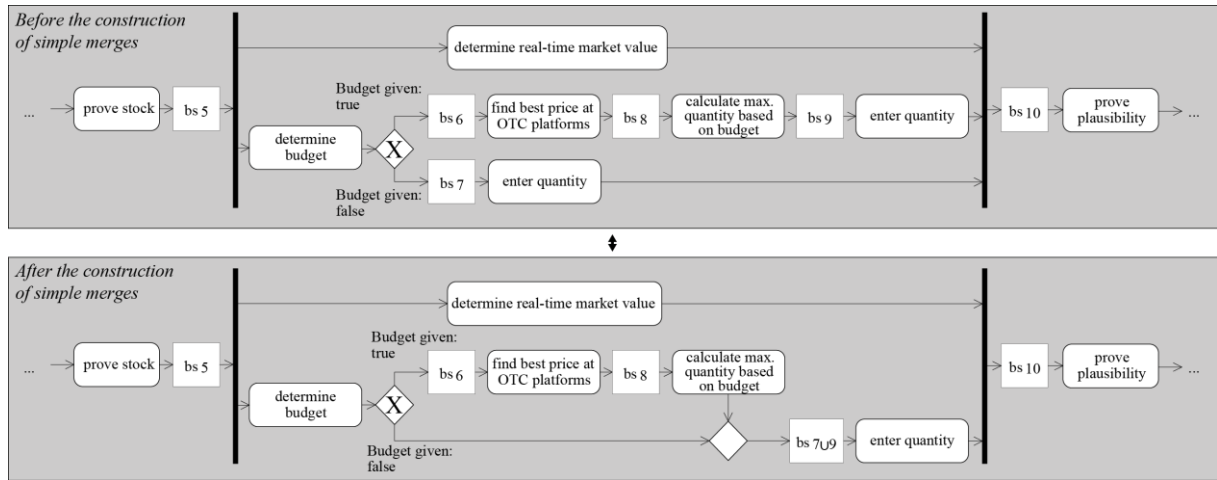 Before the construction
of simple merges
determine real-time market value
Budget given:
true
...
prove stock
bs 5
bs 6
find best price at
OTC platforms
bs 8
calculate max.
quantity based
on budget
bs 9
enter quantity
bs 10
prove
plausibility
...
determine
budget
X
bs 7
enter quantity
Budget given:
false
After the construction
of simple merges
determine real-time market value
Budget given:
true
...
prove stock
bs 5
bs 6
find best price at
OTC platforms
bs 8
calculate max.
quantity based
on budget
bs 10
prove
plausibility
...
determine
budget
X
Budget given:
false
bs 7∪9
enter quantity